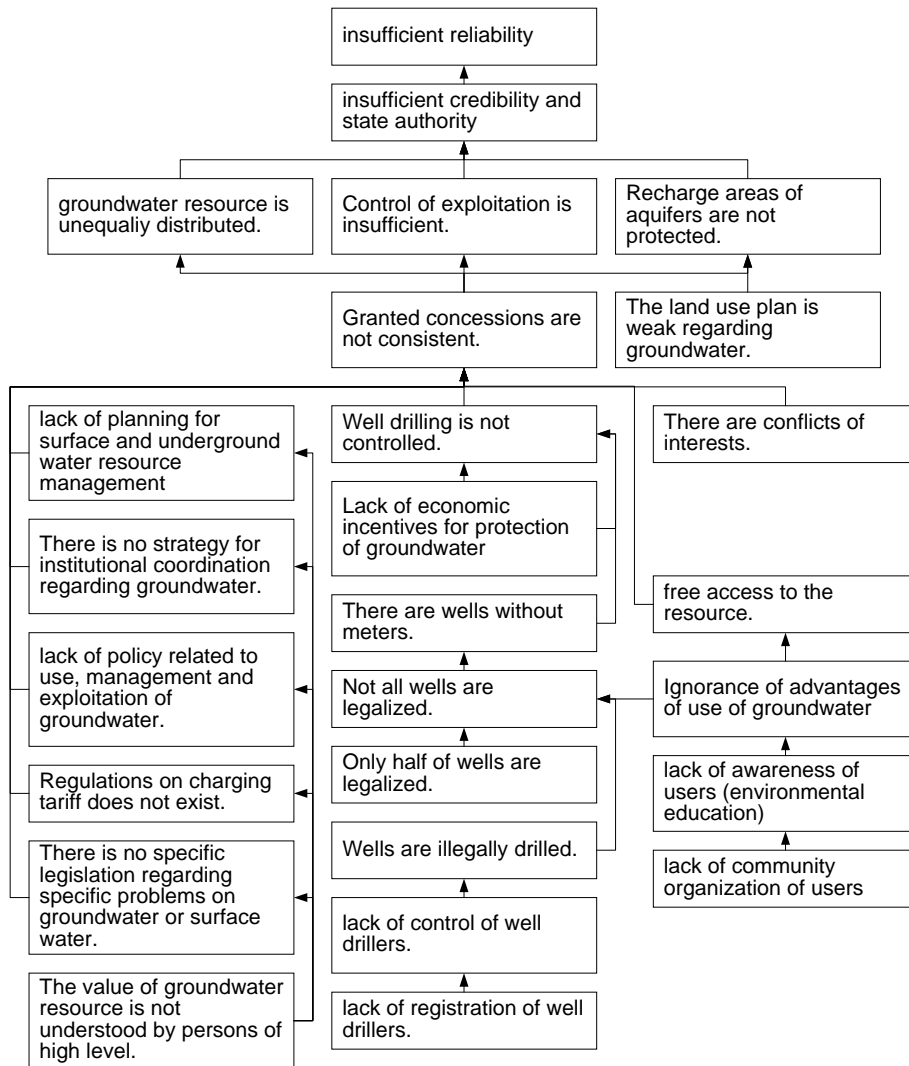 insufficient reliability
insufficient credibility and
state authority
groundwater resource is
unequaliy distributed.
Control of exploitation is
insufficient.
Recharge areas of
aquifers are not
protected.
Granted concessions are
not consistent.
The land use plan is
weak regarding
groundwater.
lack of planning for
surface and underground
water resource
management
There is no strategy for
institutional coordination
regarding groundwater.
lack of policy related to
use, management and
exploitation of
groundwater.
Regulations on charging
tariff does not exist.
There is no specific
legislation regarding
specific problems on
groundwater or surface
water.
The value of groundwater
resource is not
understood by persons of
high level.
Well drilling is not
controlled.
Lack of economic
incentives for protection
of groundwater
There are wells without
meters.
Not all wells are
legalized.
Only half of wells are
legalized.
Wells are illegally drilled.
lack of control of well
drillers.
lack of registration of well
drillers.
There are conflicts of
interests.
free access to the
resource.
Ignorance of advantages
of use of groundwater
lack of awareness of
users (environmental
education)
lack of community
organization of users